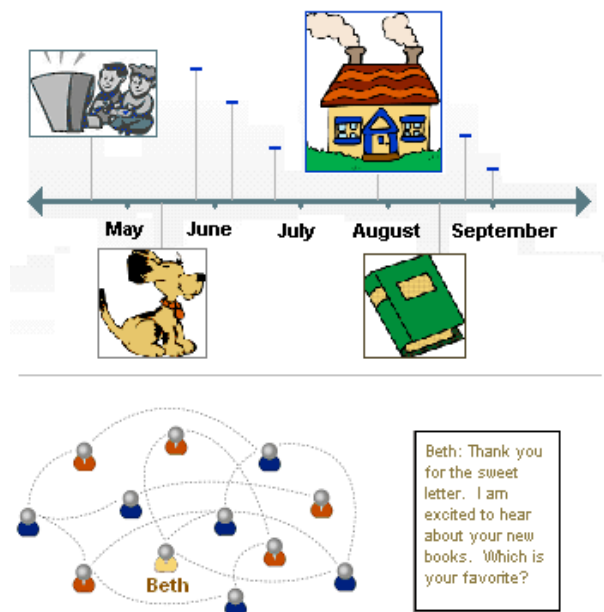 May June July August September
Beth
Beth: Thank you
for the sweet
letter. I am
excited to hear
about your new
books. Which is
your favorite?